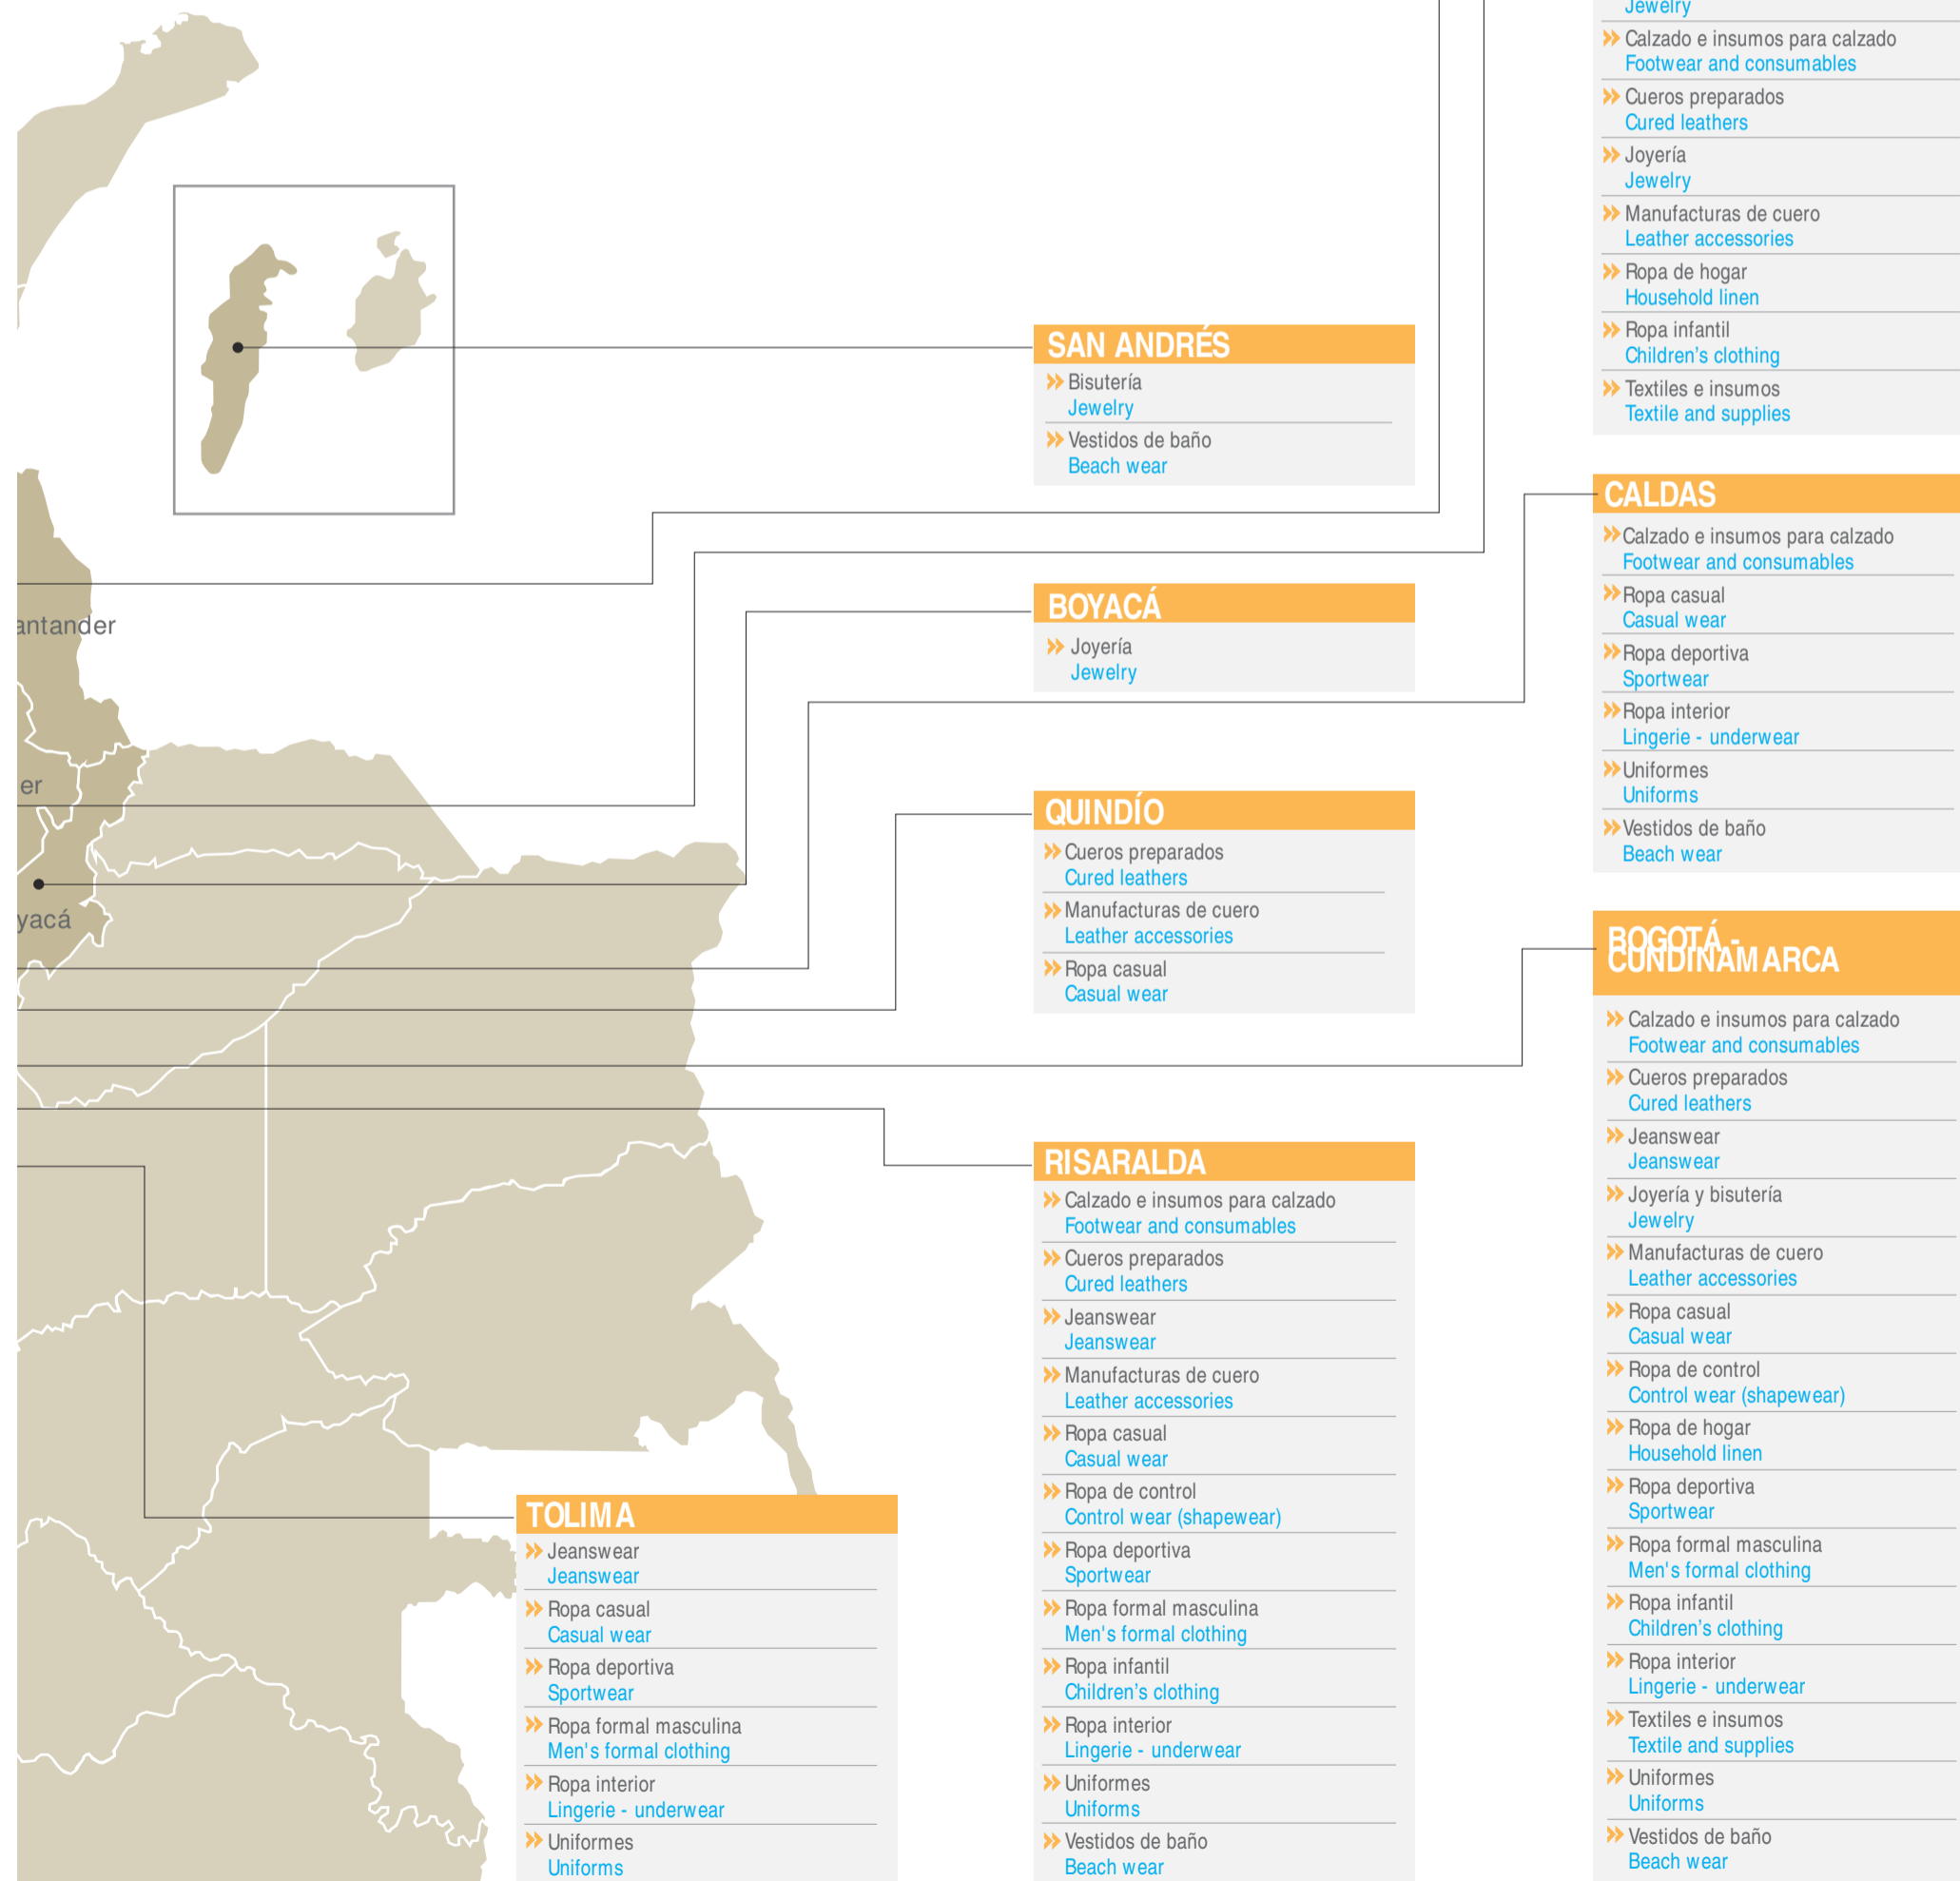 antander
er
yacá
SAN ANDRÉS
Bisutería
Jewelry
Vestidos de baño
Beach wear
BOYACÁ
Joyería
Jewelry
QUINDÍO
Cueros preparados
Cured leathers
Manufacturas de cuero
Leather accessories
Ropa casual
Casual wear
RISARALDA
Calzado e insumos para calzado
Footwear and consumables
Cueros preparados
Cured leathers
Jeanswear
Jeanswear
Manufacturas de cuero
Leather accessories
Ropa casual
Casual wear
Ropa de control
Control wear (shapewear)
Ropa deportiva
Sportwear
Ropa formal masculina
Men's formal clothing
Ropa infantil
Children's clothing
Ropa interior
Lingerie - underwear
Uniformes
Uniforms
Vestidos de baño
Beach wear
TOLIMA
Jeanswear
Jeanswear
Ropa casual
Casual wear
Ropa deportiva
Sportwear
Ropa formal masculina
Men's formal clothing
Ropa interior
Lingerie - underwear
Uniformes
Uniforms
Jewelry
Calzado e insumos para calzado
Footwear and consumables
Cueros preparados
Cured leathers
Joyería
Jewelry
Manufacturas de cuero
Leather accessories
Ropa de hogar
Household linen
Ropa infantil
Children's clothing
Textiles e insumos
Textile and supplies
CALDAS
Calzado e insumos para calzado
Footwear and consumables
Ropa casual
Casual wear
Ropa deportiva
Sportwear
Ropa interior
Lingerie - underwear
Uniformes
Uniforms
Vestidos de baño
Beach wear
BOGOTÁ -
CUNDINAMARCA
Calzado e insumos para calzado
Footwear and consumables
Cueros preparados
Cured leathers
Jeanswear
Jeanswear
Joyería y bisutería
Jewelry
Manufacturas de cuero
Leather accessories
Ropa casual
Casual wear
Ropa de control
Control wear (shapewear)
Ropa de hogar
Household linen
Ropa deportiva
Sportwear
Ropa formal masculina
Men's formal clothing
Ropa infantil
Children's clothing
Ropa interior
Lingerie - underwear
Textiles e insumos
Textile and supplies
Uniformes
Uniforms
Vestidos de baño
Beach wear